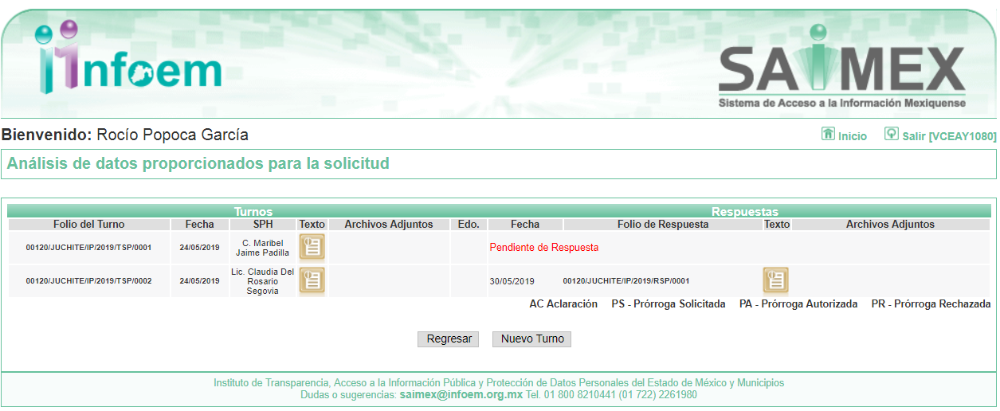 infoem
SAIMEX
Sistema de Acceso a la Información Mexiquense
Bienvenido: Rocío Popoca García
Inicio Salir [VCEAY1080]
Análisis de datos proporcionados para la solicitud
Turnos Respuestas
Folio del Turno Fecha SPH Texto Archivos Adjuntos Edo. Fecha Folio de Respuesta Texto Archivos Adjuntos
00120/JUCHITE/IP/2019/TSP/0001 24/05/2019 C. Maribel Jaime Padilla Pendiente de Respuesta
00120/JUCHITE/IP/2019/TSP/0002 24/05/2019 Lic. Claudia Del Rosario Segovia 30/05/2019 00120/JUCHITE/IP/2019/RSP/0001
AC Aclaración PS - Prórroga Solicitada PA - Prórroga Autorizada PR - Prórroga Rechazada
Regresar Nuevo Turno
Instituto de Transparencia, Acceso a la Información Pública y Protección de Datos Personales del Estado de México y Municipios
Dudas o sugerencias: saimex@infoem.org.mx Tel. 01 800 8210441 (01 722) 2261980